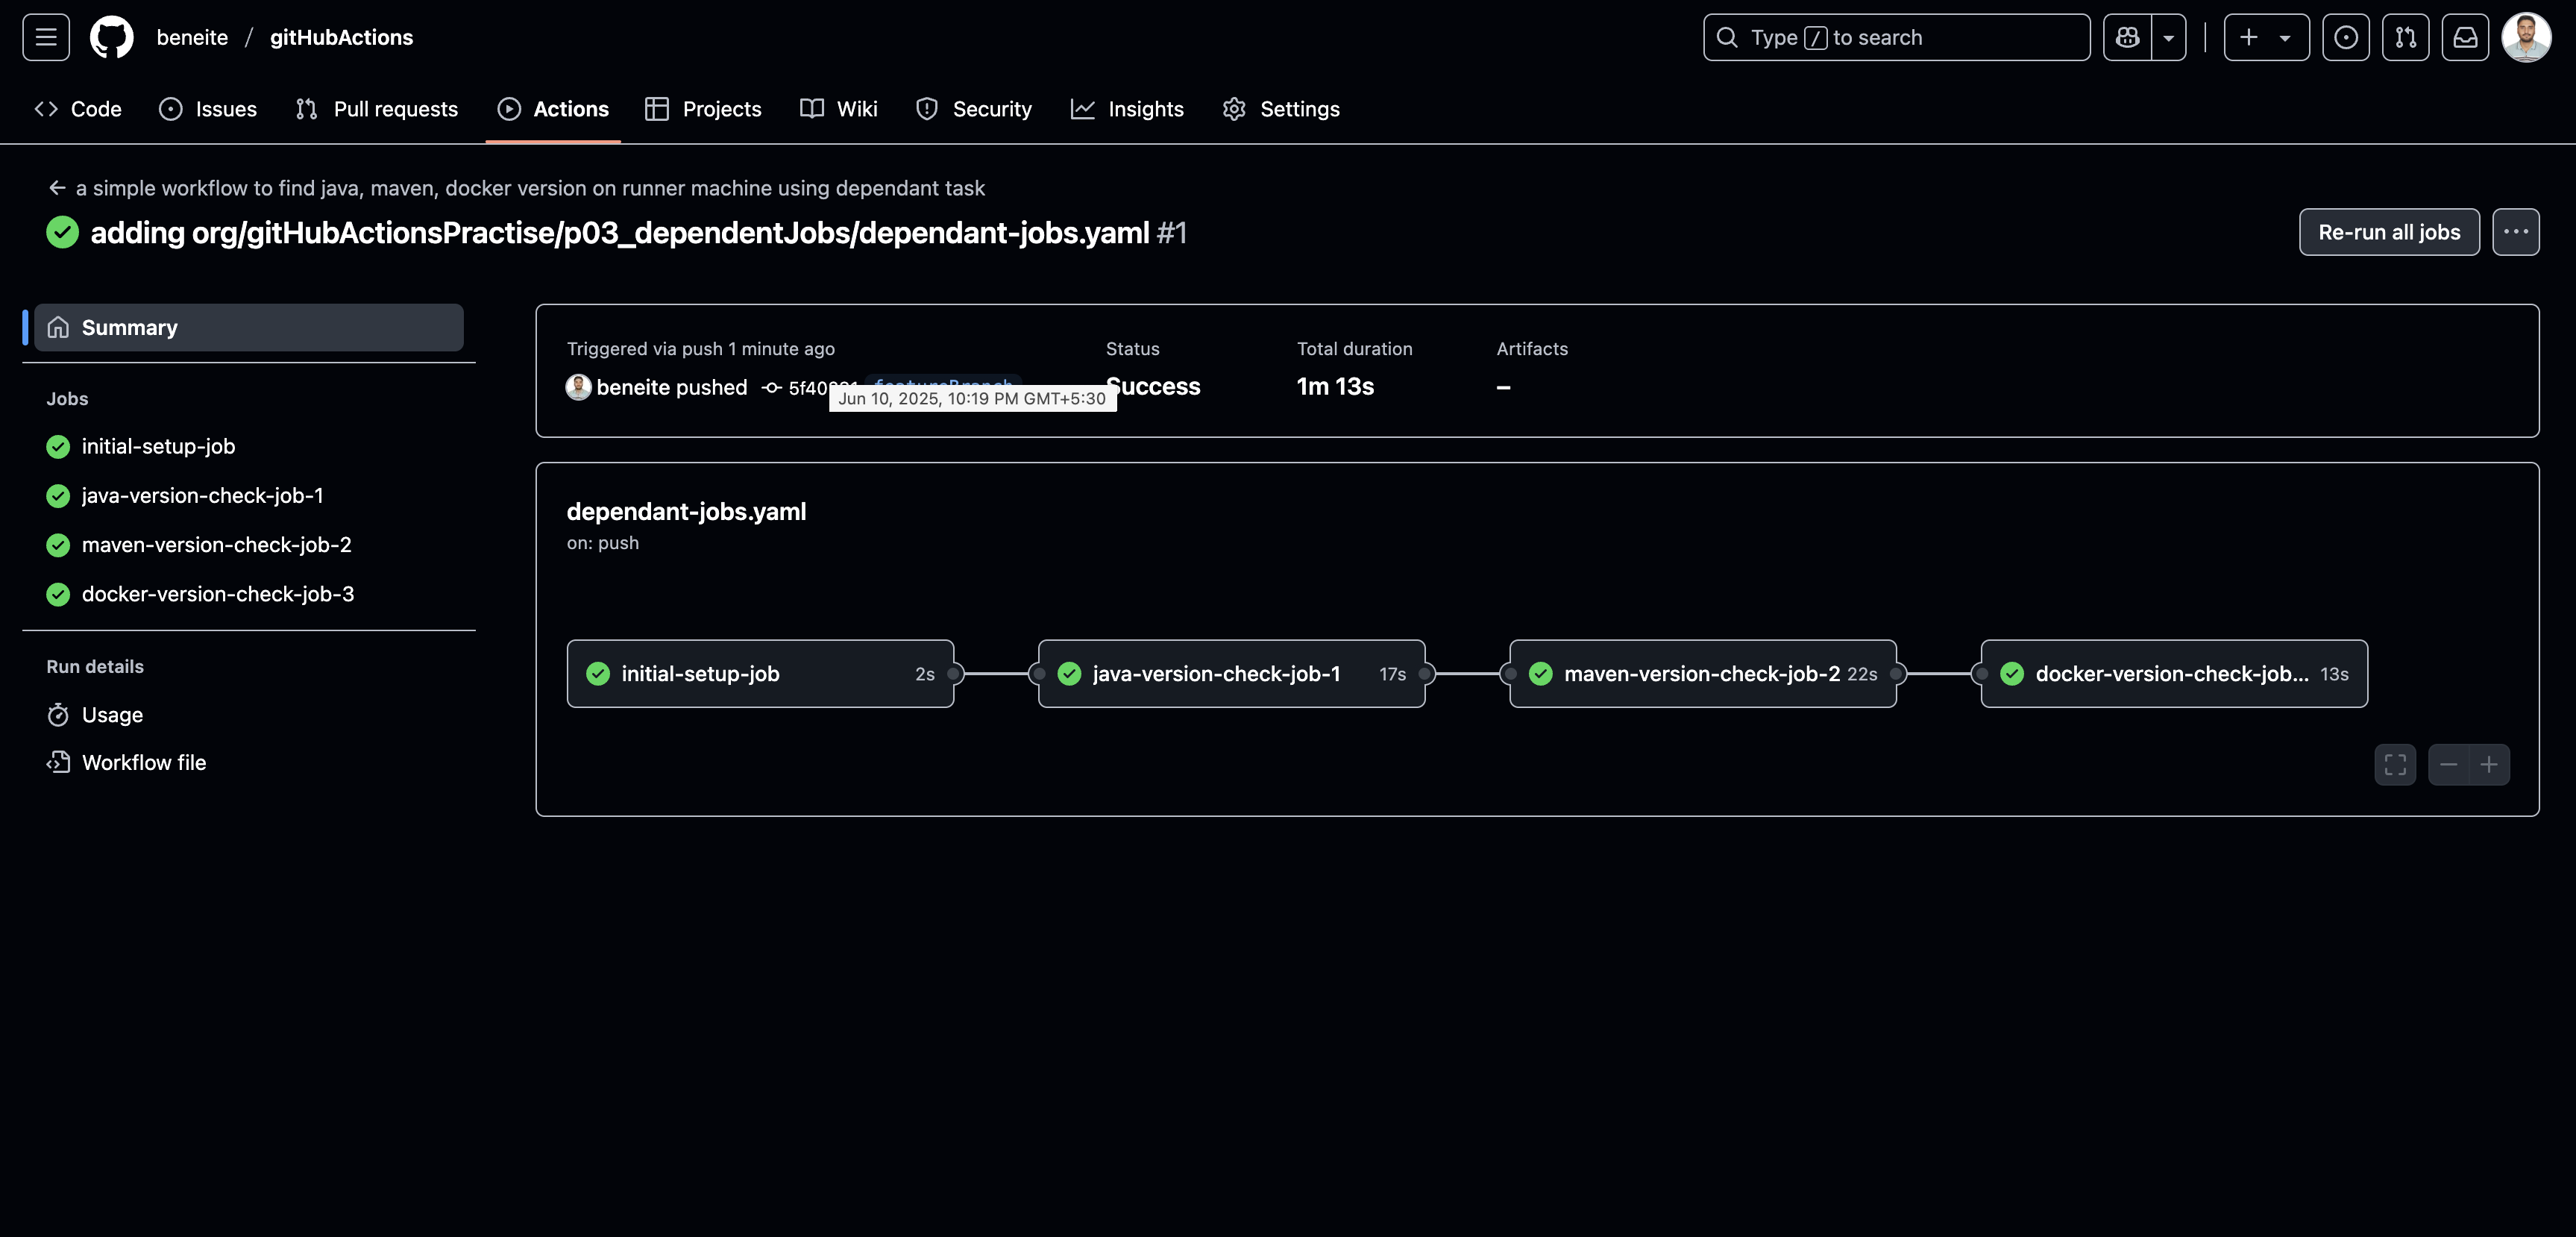 beneite / gitHubActions
Type / to search
Code Issues Pull requests Actions Projects Wiki Security Insights Settings
a simple workflow to find java, maven, docker version on runner machine using dependant task
adding org/gitHubActionsPractise/p03_dependentJobs/dependant-jobs.yaml #1
Re-run all jobs
Summary
Jobs
initial-setup-job
java-version-check-job-1
maven-version-check-job-2
docker-version-check-job-3
Run details
Usage
Workflow file
Triggered via push 1 minute ago
beneite pushed featureBranch
Jun 10, 2025, 10:19 PM GMT+5:30
Status
Success
Total duration
1m 13s
Artifacts
–
dependant-jobs.yaml
on: push
initial-setup-job 2s
java-version-check-job-1 17s
maven-version-check-job-2 22s
docker-version-check-job... 13s